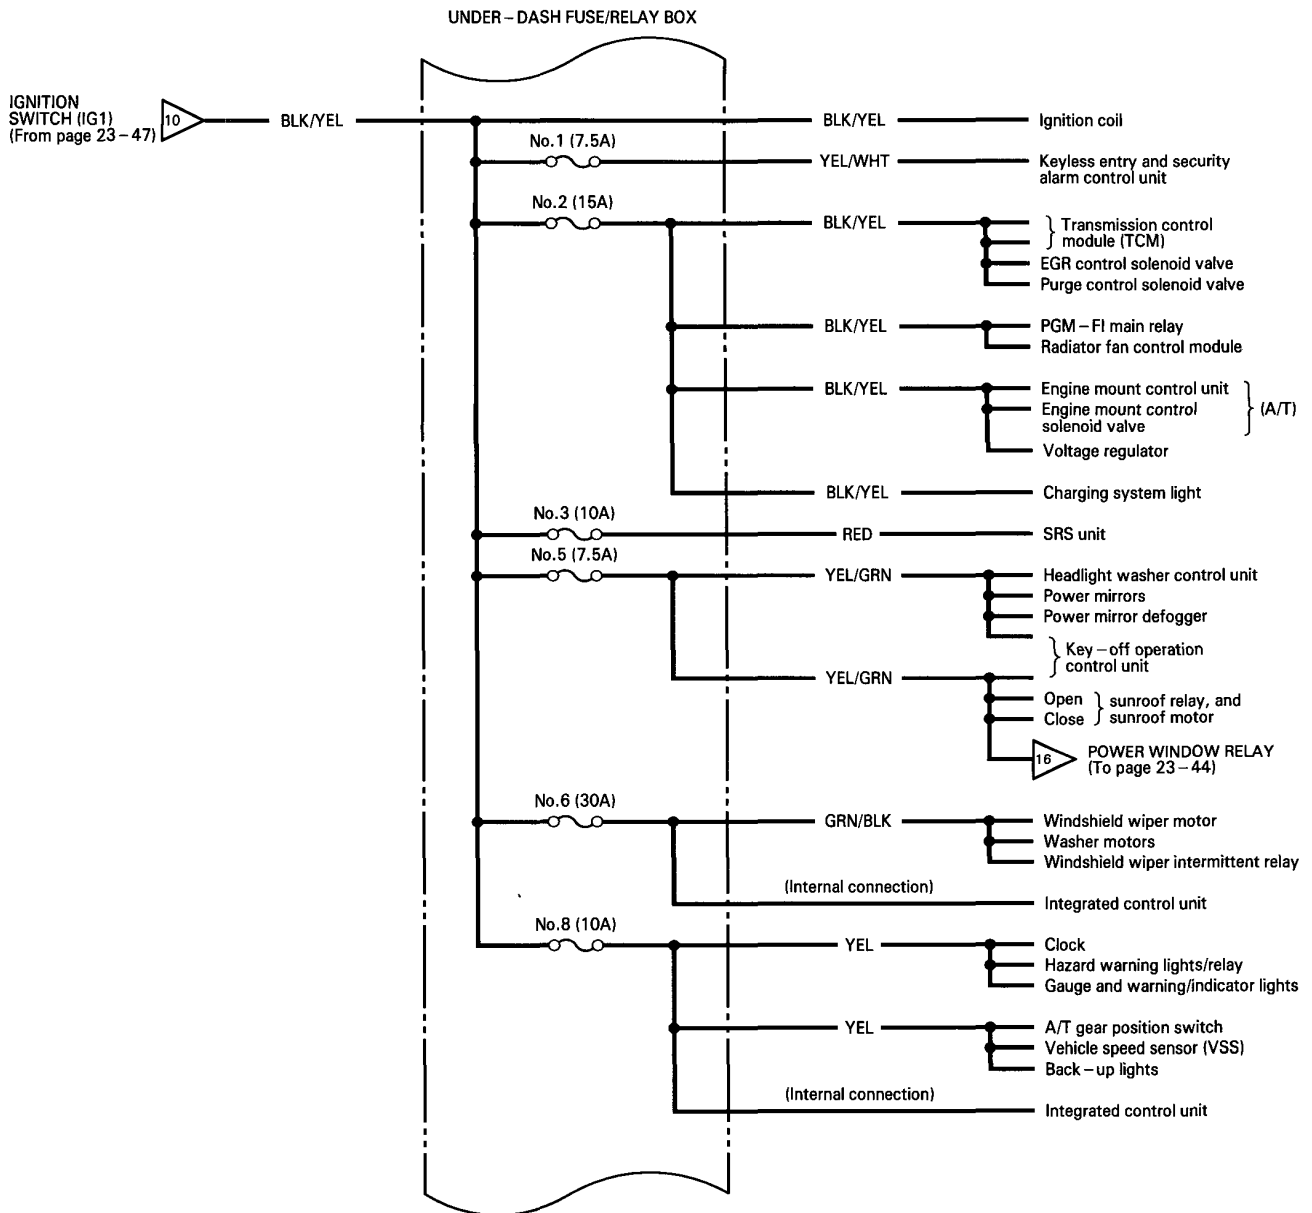 UNDER – DASH FUSE/RELAY BOX
IGNITION
SWITCH (IG1)
(From page 23 – 47)
10
BLK/YEL
BLK/YEL
Ignition coil
No.1 (7.5A)
YEL/WHT
Keyless entry and security
alarm control unit
No.2 (15A)
BLK/YEL
Transmission control
module (TCM)
EGR control solenoid valve
Purge control solenoid valve
BLK/YEL
PGM – FI main relay
Radiator fan control module
BLK/YEL
Engine mount control unit
Engine mount control
solenoid valve
(A/T)
Voltage regulator
BLK/YEL
Charging system light
No.3 (10A)
RED
SRS unit
No.5 (7.5A)
YEL/GRN
Headlight washer control unit
Power mirrors
Power mirror defogger
Key – off operation
control unit
YEL/GRN
Open
Close
sunroof relay, and
sunroof motor
16
POWER WINDOW RELAY
(To page 23 – 44)
No.6 (30A)
GRN/BLK
Windshield wiper motor
Washer motors
Windshield wiper intermittent relay
(Internal connection)
Integrated control unit
No.8 (10A)
YEL
Clock
Hazard warning lights/relay
Gauge and warning/indicator lights
YEL
A/T gear position switch
Vehicle speed sensor (VSS)
Back – up lights
(Internal connection)
Integrated control unit